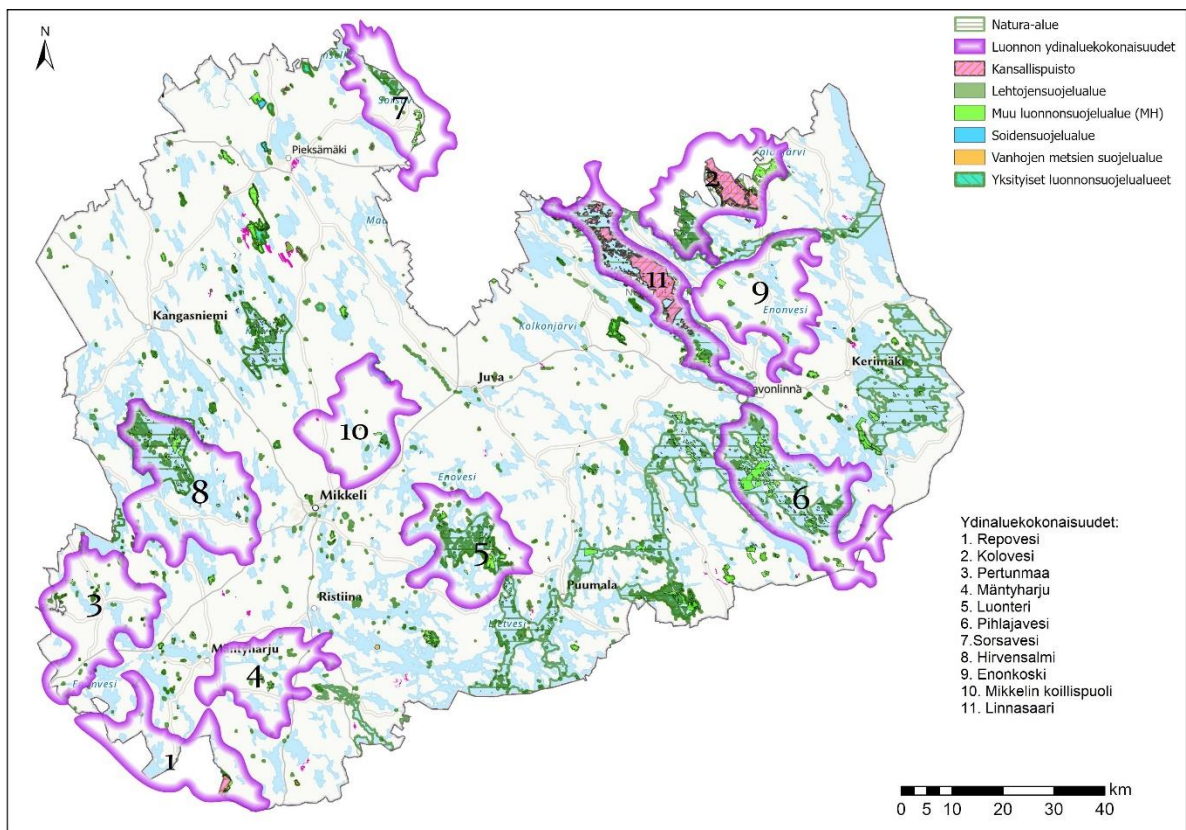 N
Natura-alue
Luonnon ydinaluekokonaisuudet
Kansallispuisto
Lehtojensuojelualue
Muu luonnonsuojelualue (MH)
Soidensuojelualue
Vanhojen metsien suojelualue
Yksityiset luonnonsuojelualueet
7
Pieksämäki
2
11
9
Enonvesi
Kangasniemi
Kolkonjärvi
Kerimäki
Juva
avonlinna
10
8
Enovesi
Mikkeli
6
5
Puumala
3
Ristiina
Mäntyharju
4
1
Ydinaluekokonaisuudet:
1. Repovesi
2. Kolovesi
3. Pertunmaa
4. Mäntyharju
5. Luonteri
6. Pihlajavesi
7.Sorsavesi
8. Hirvensalmi
9. Enonkoski
10. Mikkelin koillispuoli
11. Linnasaari
km
0 5 10 20 30 40